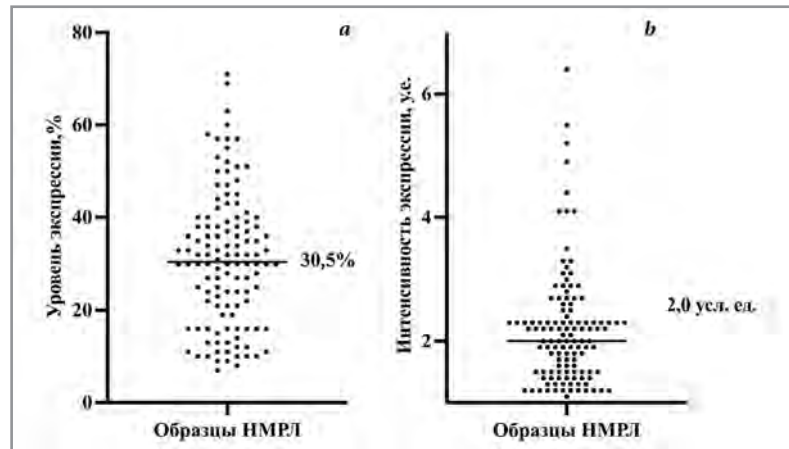 a
80
60
40
20
0
Уровень экспрессии,%
30,5%
Образцы НМРЛ
b
6
4
2
Интенсивность экспрессии, у.е.
2,0 усл. ед.
Образцы НМРЛ